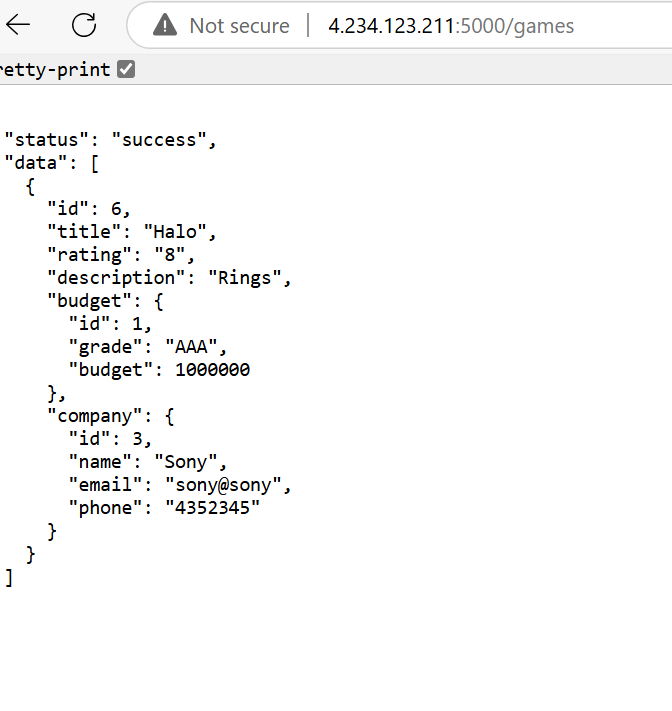 Not secure | 4.234.123.211:5000/games
retty-print
"status": "success",
"data": [
{
"id": 6,
"title": "Halo",
"rating": "8",
"description": "Rings",
"budget": {
"id": 1,
"grade": "AAA",
"budget": 1000000
},
"company": {
"id": 3,
"name": "Sony",
"email": "sony@sony",
"phone": "4352345"
}
}
]